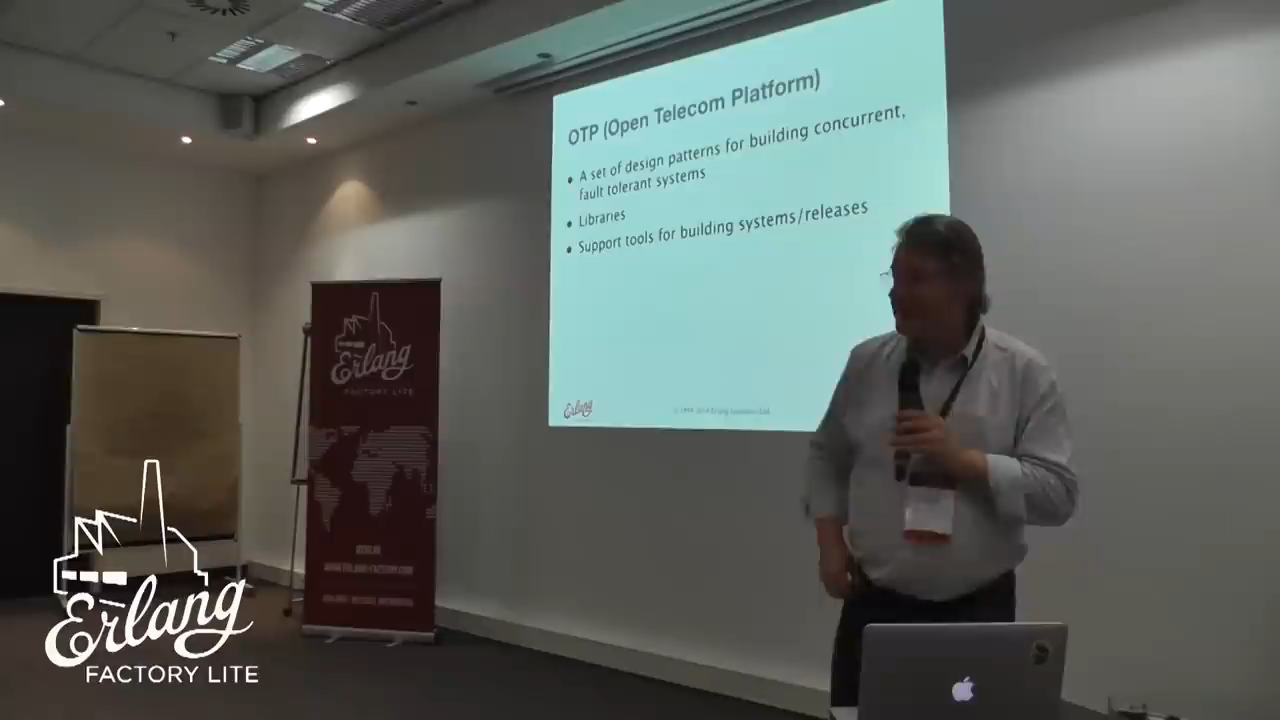 OTP (Open Telecom Platform)
• A set of design patterns for building concurrent,
fault tolerant systems
• Libraries
• Support tools for building systems/releases
Erlang
Erlang
FACTORY LITE
Erlang
FACTORY LITE